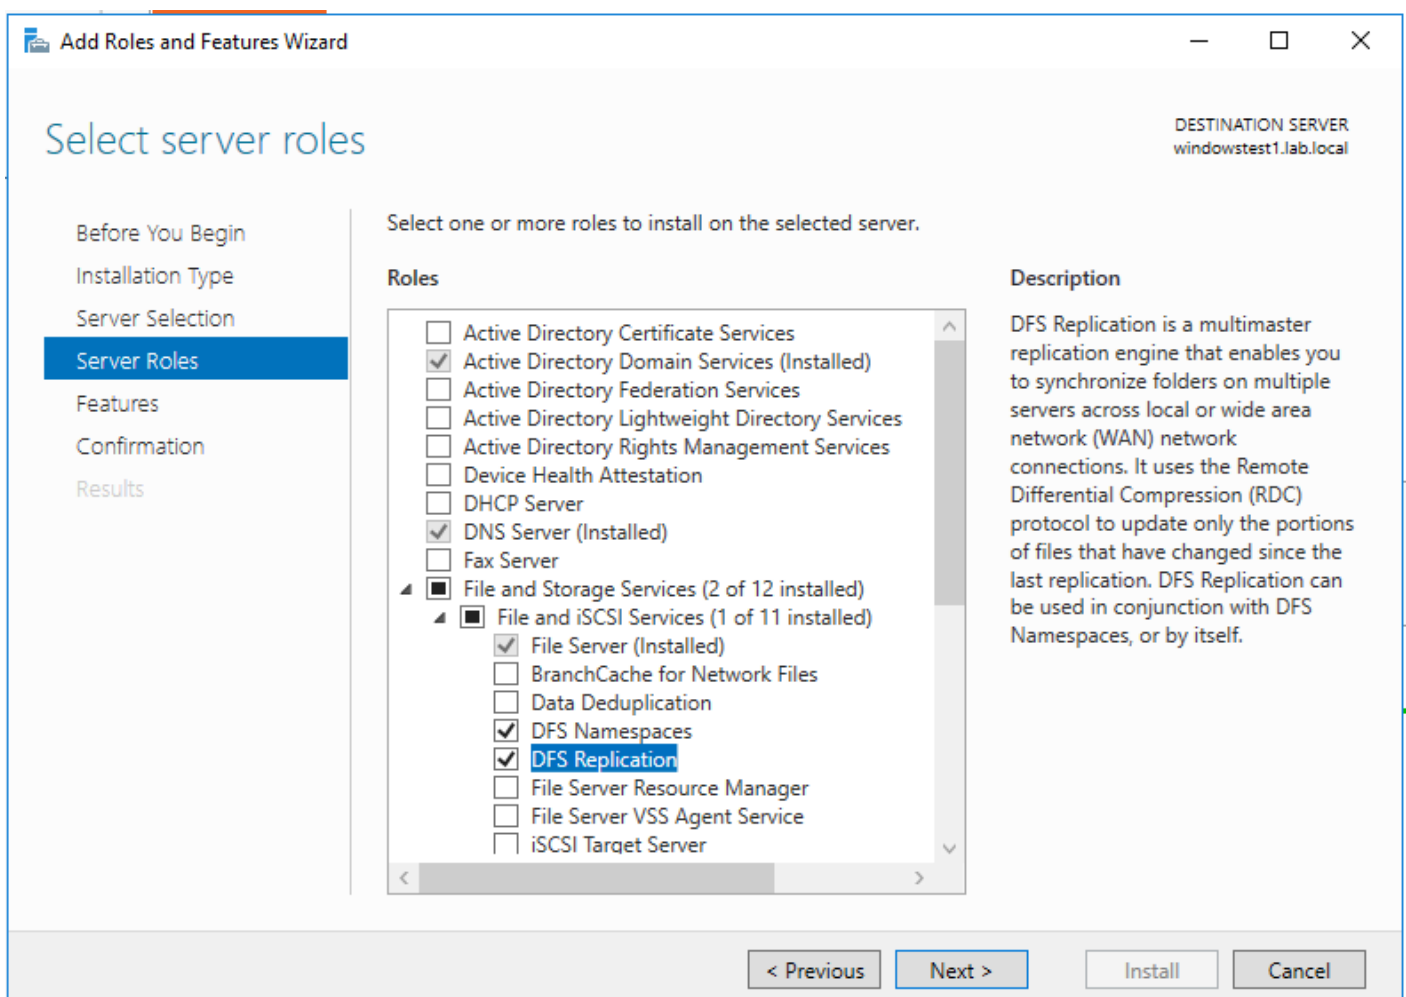 Add Roles and Features Wizard
Select server roles
DESTINATION SERVER
windowstest1.lab.local
Before You Begin
Installation Type
Server Selection
Server Roles
Features
Confirmation
Results
Select one or more roles to install on the selected server.
Roles
Active Directory Certificate Services
Active Directory Domain Services (Installed)
Active Directory Federation Services
Active Directory Lightweight Directory Services
Active Directory Rights Management Services
Device Health Attestation
DHCP Server
DNS Server (Installed)
Fax Server
File and Storage Services (2 of 12 installed)
File and iSCSI Services (1 of 11 installed)
File Server (Installed)
BranchCache for Network Files
Data Deduplication
DFS Namespaces
DFS Replication
File Server Resource Manager
File Server VSS Agent Service
iSCSI Target Server
Description
DFS Replication is a multimaster
replication engine that enables you
to synchronize folders on multiple
servers across local or wide area
network (WAN) network
connections. It uses the Remote
Differential Compression (RDC)
protocol to update only the portions
of files that have changed since the
last replication. DFS Replication can
be used in conjunction with DFS
Namespaces, or by itself.
< Previous
Next >
Install
Cancel